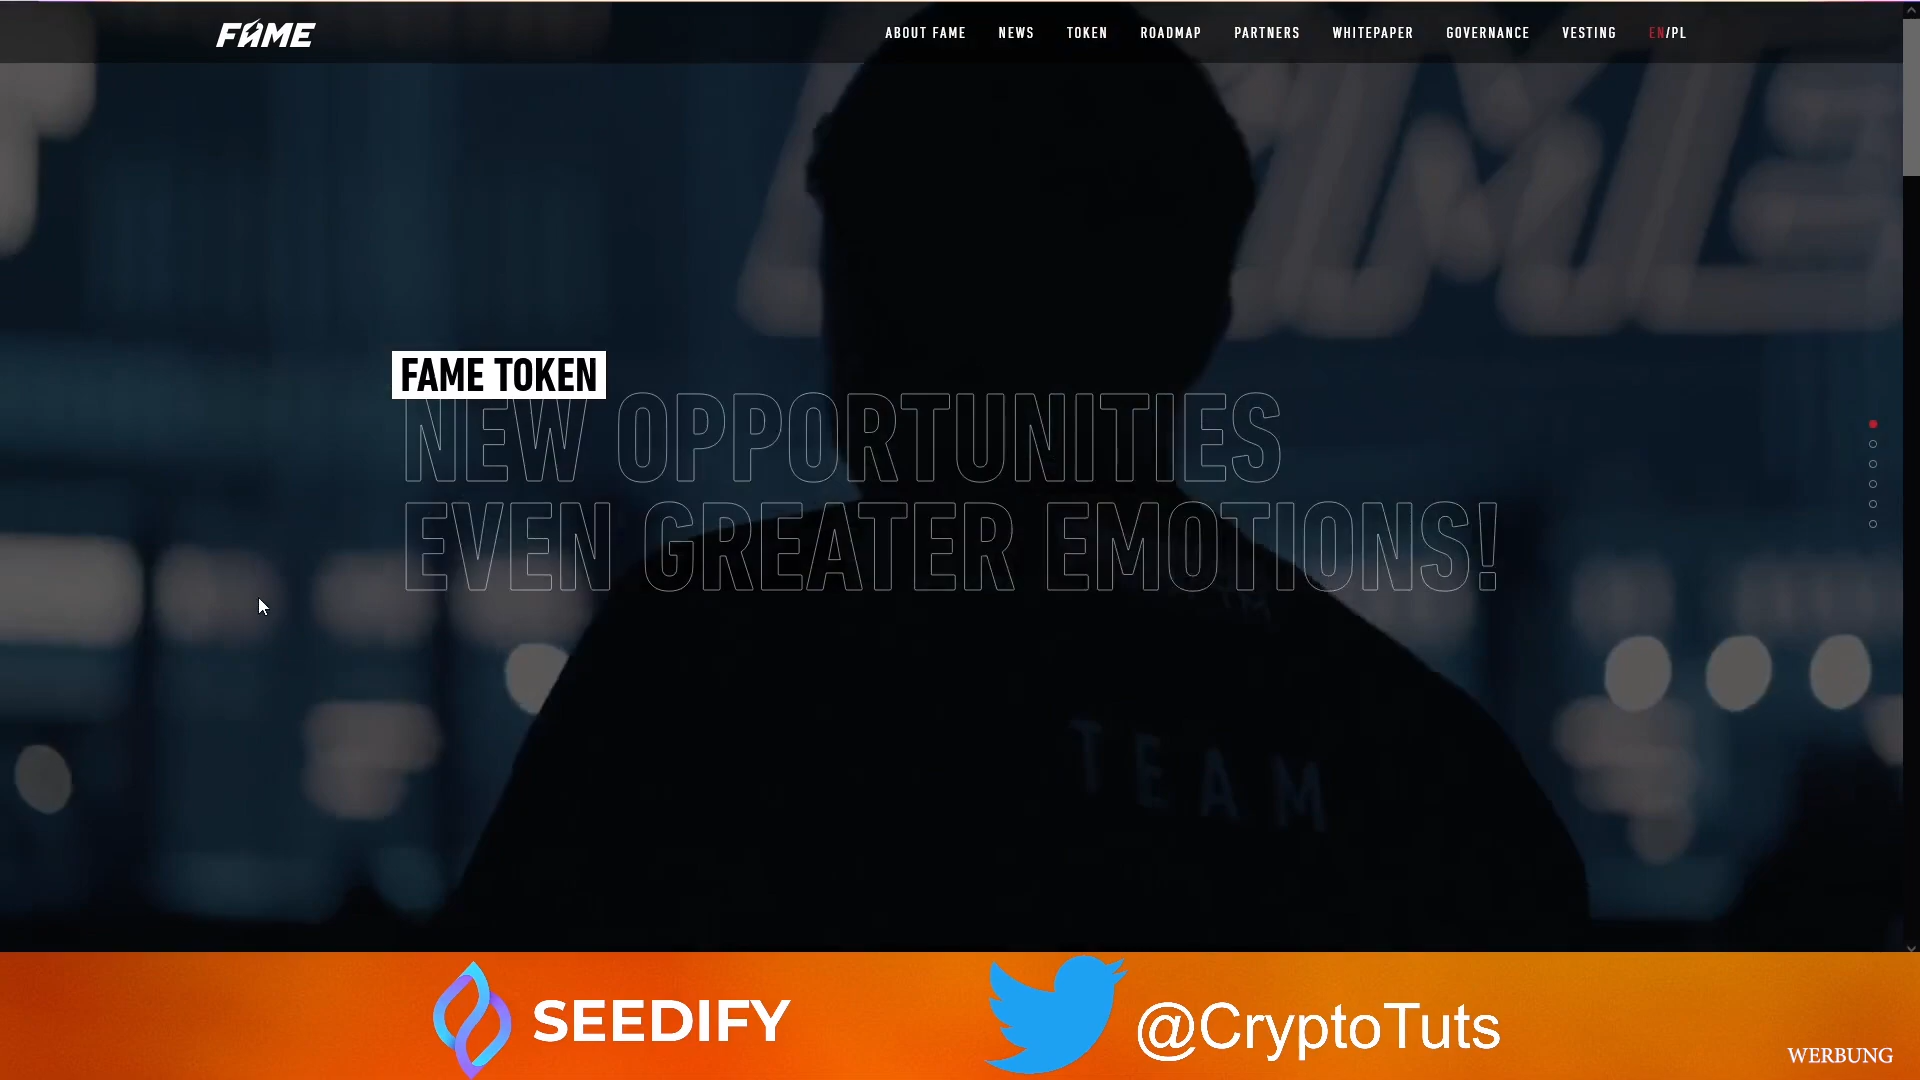 FAME
ABOUT FAME NEWS TOKEN ROADMAP PARTNERS WHITEPAPER GOVERNANCE VESTING EN/PL
FAME TOKEN
NEW OPPORTUNITIES
EVEN GREATER EMOTIONS!
TEAM
SEEDIFY
@CryptoTuts
WERBUNG